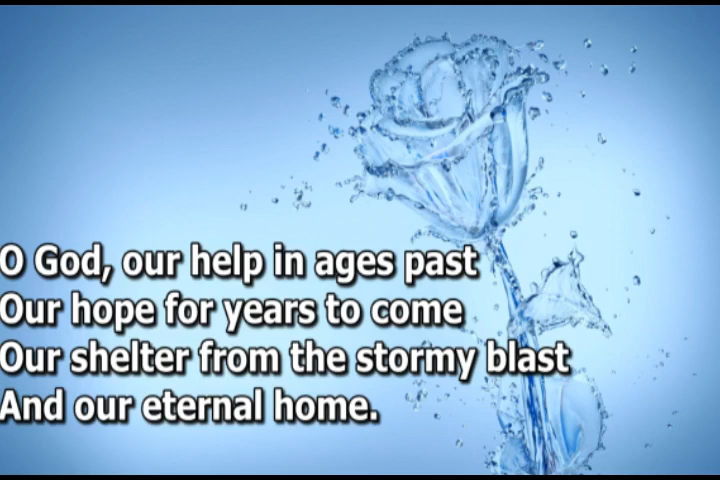 O God, our help in ages past
Our hope for years to come
Our shelter from the stormy blast
And our eternal home.